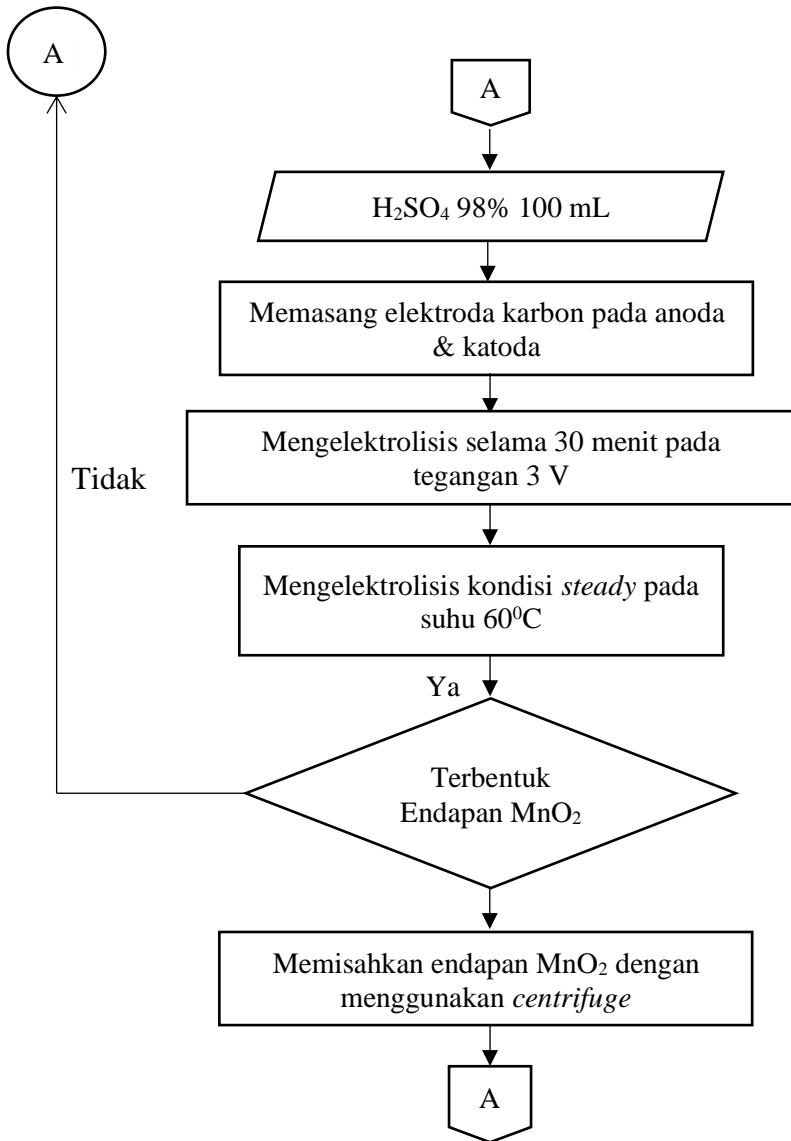 A
A
H₂SO₄ 98% 100 mL
Memasang elektroda karbon pada anoda
& katoda
Mengelektrolisis selama 30 menit pada
tegangan 3 V
Tidak
Mengelektrolisis kondisi steady pada
suhu 60⁰C
Ya
Terbentuk
Endapan MnO₂
Memisahkan endapan MnO₂ dengan
menggunakan centrifuge
A